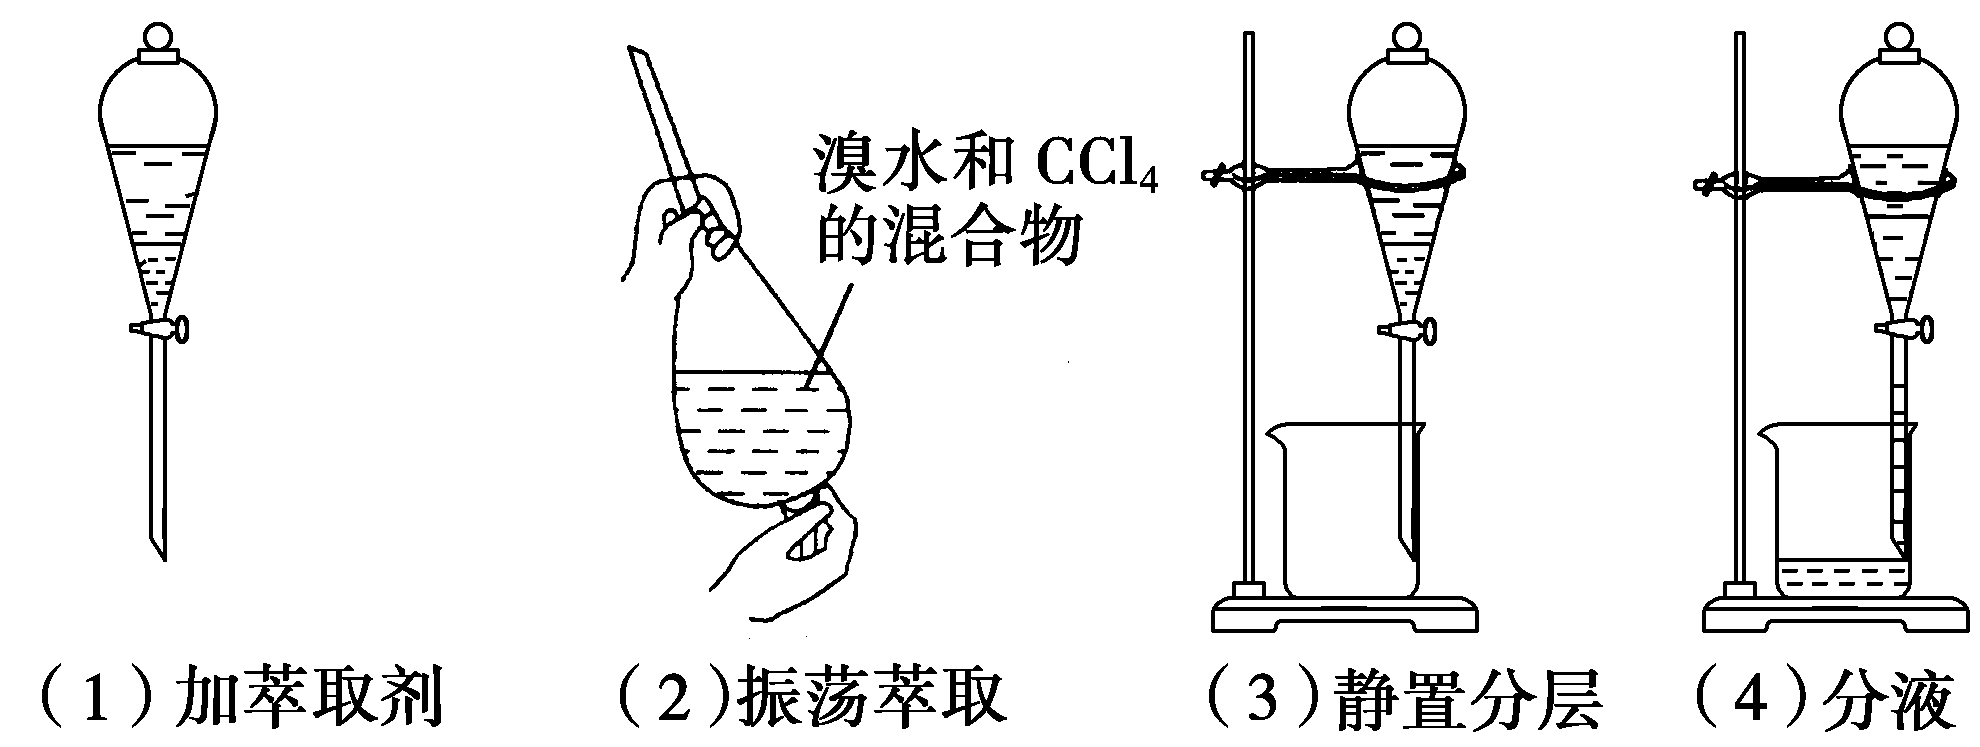 溴水和 CCl₄
的混合物
(1)加萃取剂
(2)振荡萃取
(3)静置分层
(4)分液